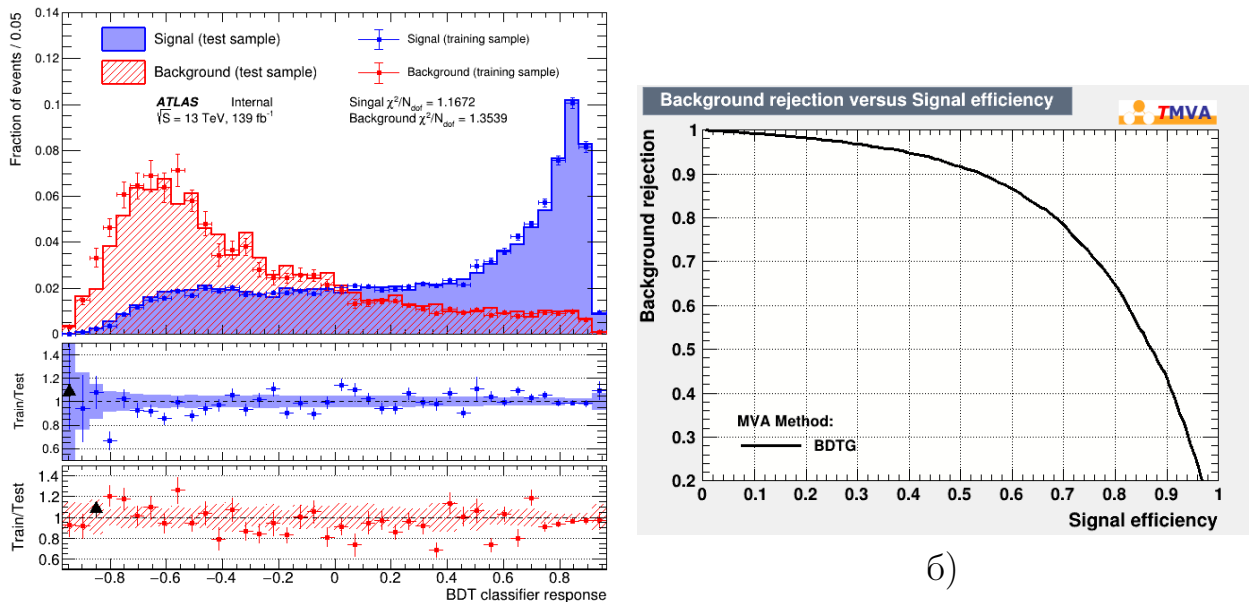 Fraction of events / 0.05
0.14
0.12
0.1
0.08
0.06
0.04
0.02
0
Signal (test sample)
Background (test sample)
Signal (training sample)
Background (training sample)
ATLAS Internal
√S = 13 TeV, 139 fb⁻¹
Singal χ²/N_dof = 1.1672
Background χ²/N_dof = 1.3539
Train/Test
1.4
1.2
1
0.8
0.6
Train/Test
1.4
1.2
1
0.8
0.6
−0.8 −0.6 −0.4 −0.2 0 0.2 0.4 0.6 0.8
BDT classifier response
Background rejection versus Signal efficiency
TMVA
Background rejection
1
0.9
0.8
0.7
0.6
0.5
0.4
0.3
0.2
MVA Method:
BDTG
0 0.1 0.2 0.3 0.4 0.5 0.6 0.7 0.8 0.9 1
Signal efficiency
б)